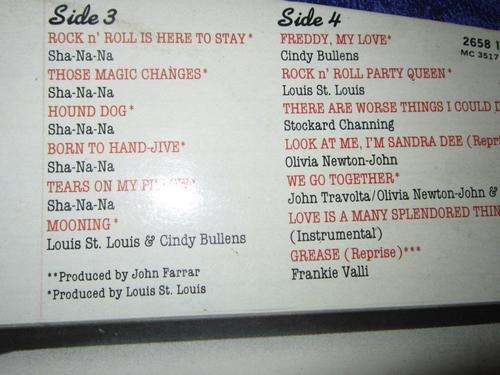 Side 3
ROCK n' ROLL IS HERE TO STAY*
Sha-Na-Na
THOSE MAGIC CHANGES*
Sha-Na-Na
HOUND DOG*
Sha-Na-Na
BORN TO HAND-JIVE*
Sha-Na-Na
TEARS ON MY
Sha-Na-Na
MOONING*
Louis St. Louis & Cindy Bullens
**Produced by John Farrar
*Produced by Louis St. Louis
Side 4
FREDDY, MY LOVE*
Cindy Bullens
ROCK n' ROLL PARTY QUEEN*
Louis St. Louis
THERE ARE WORSE THINGS I COULD D
Stockard Channing
LOOK AT ME, I'M SANDRA DEE (Repri
Olivia Newton-John
WE GO TOGETHER*
John Travolta/Olivia Newton-John &
LOVE IS A MANY SPLENDORED THIN
(Instrumental)
GREASE (Reprise)***
Frankie Valli
2658 1
MC 3517